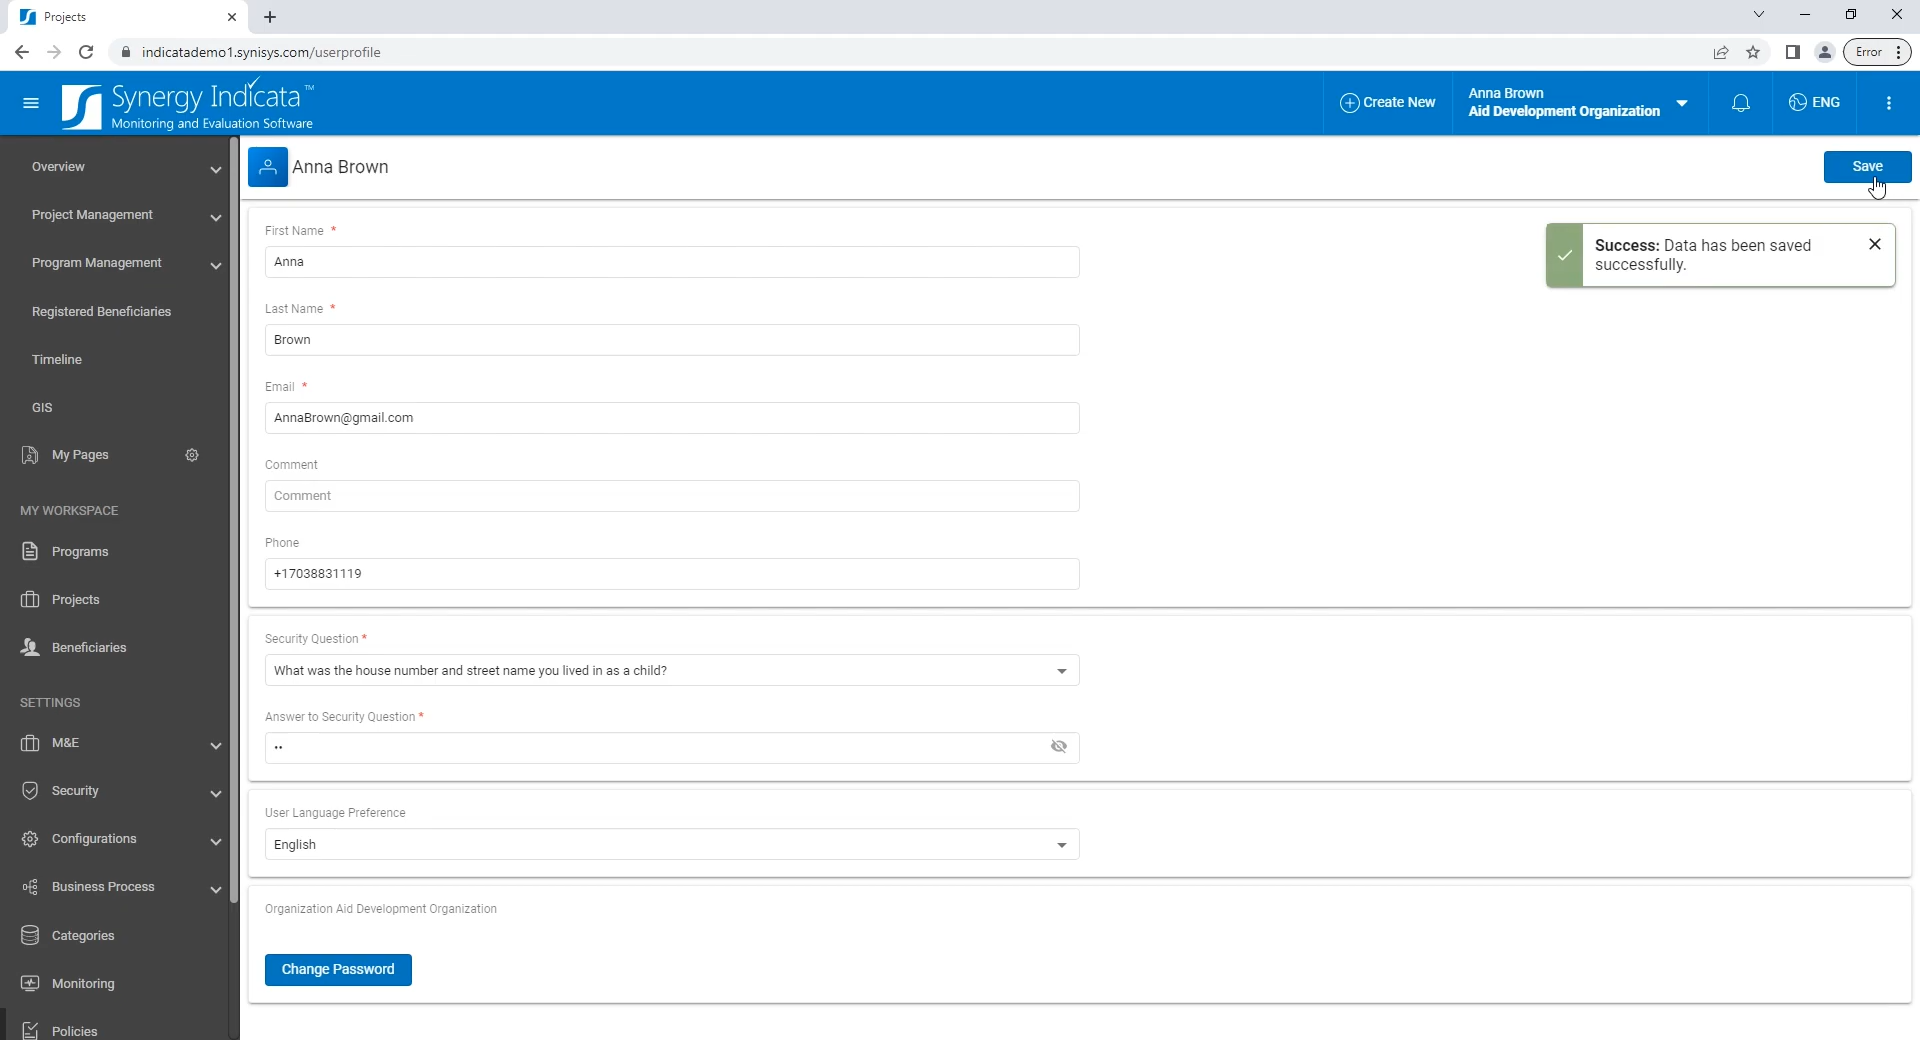 Projects
indicatademo1.synisys.com/userprofile
Error
Synergy Indicata™
Monitoring and Evaluation Software
Create New
Anna Brown
Aid Development Organization
ENG
Overview
Project Management
Program Management
Registered Beneficiaries
Timeline
GIS
My Pages
MY WORKSPACE
Programs
Projects
Beneficiaries
SETTINGS
M&E
Security
Configurations
Business Process
Categories
Monitoring
Policies
Anna Brown
Save
Success: Data has been saved
successfully.
First Name *
Anna
Last Name *
Brown
Email *
AnnaBrown@gmail.com
Comment
Comment
Phone
+17038831119
Security Question *
What was the house number and street name you lived in as a child?
Answer to Security Question *
••
User Language Preference
English
Organization Aid Development Organization
Change Password